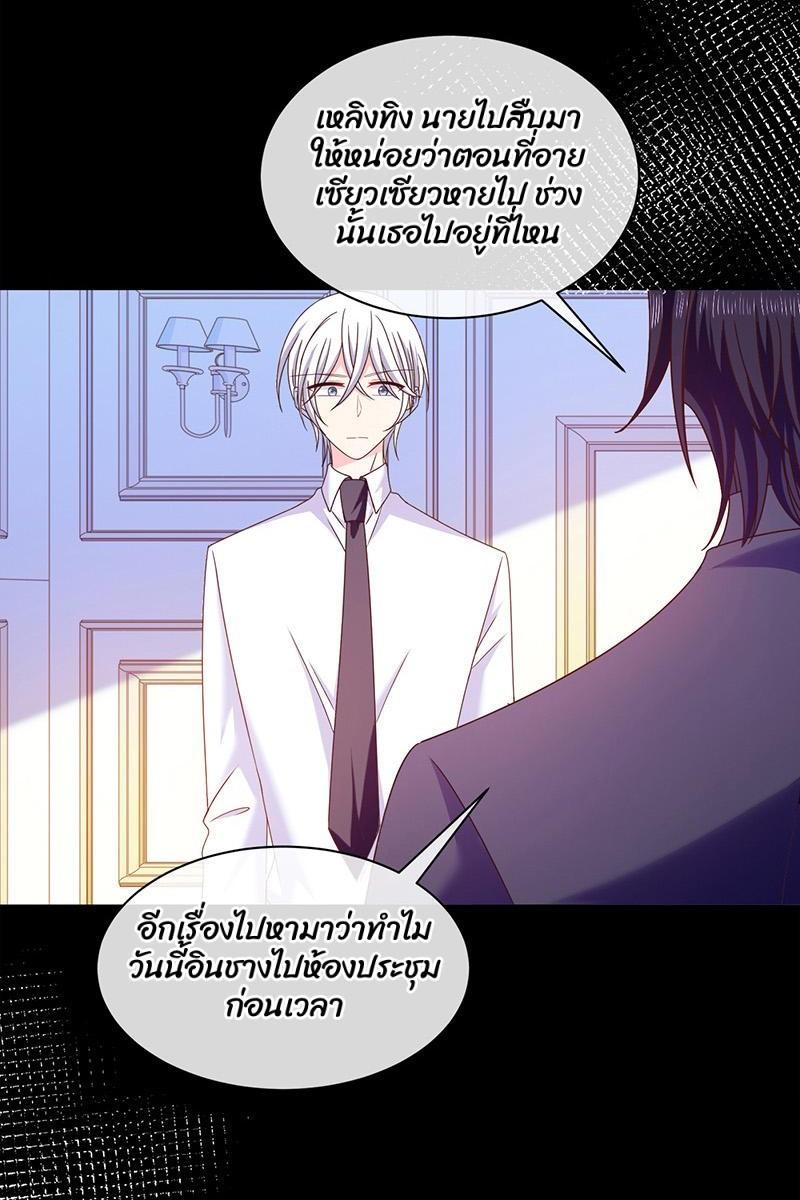 เหลิงทิง นายไปสืบมา
ให้หน่อยว่าตอนที่อาย
เซียวเซียวหายไป ช่วง
นั้นเธอไปอยู่ที่ไหน
อีกเรื่องไปหามาว่าทำไม
วันนี้อินชางไปห้องประชุม
ก่อนเวลา